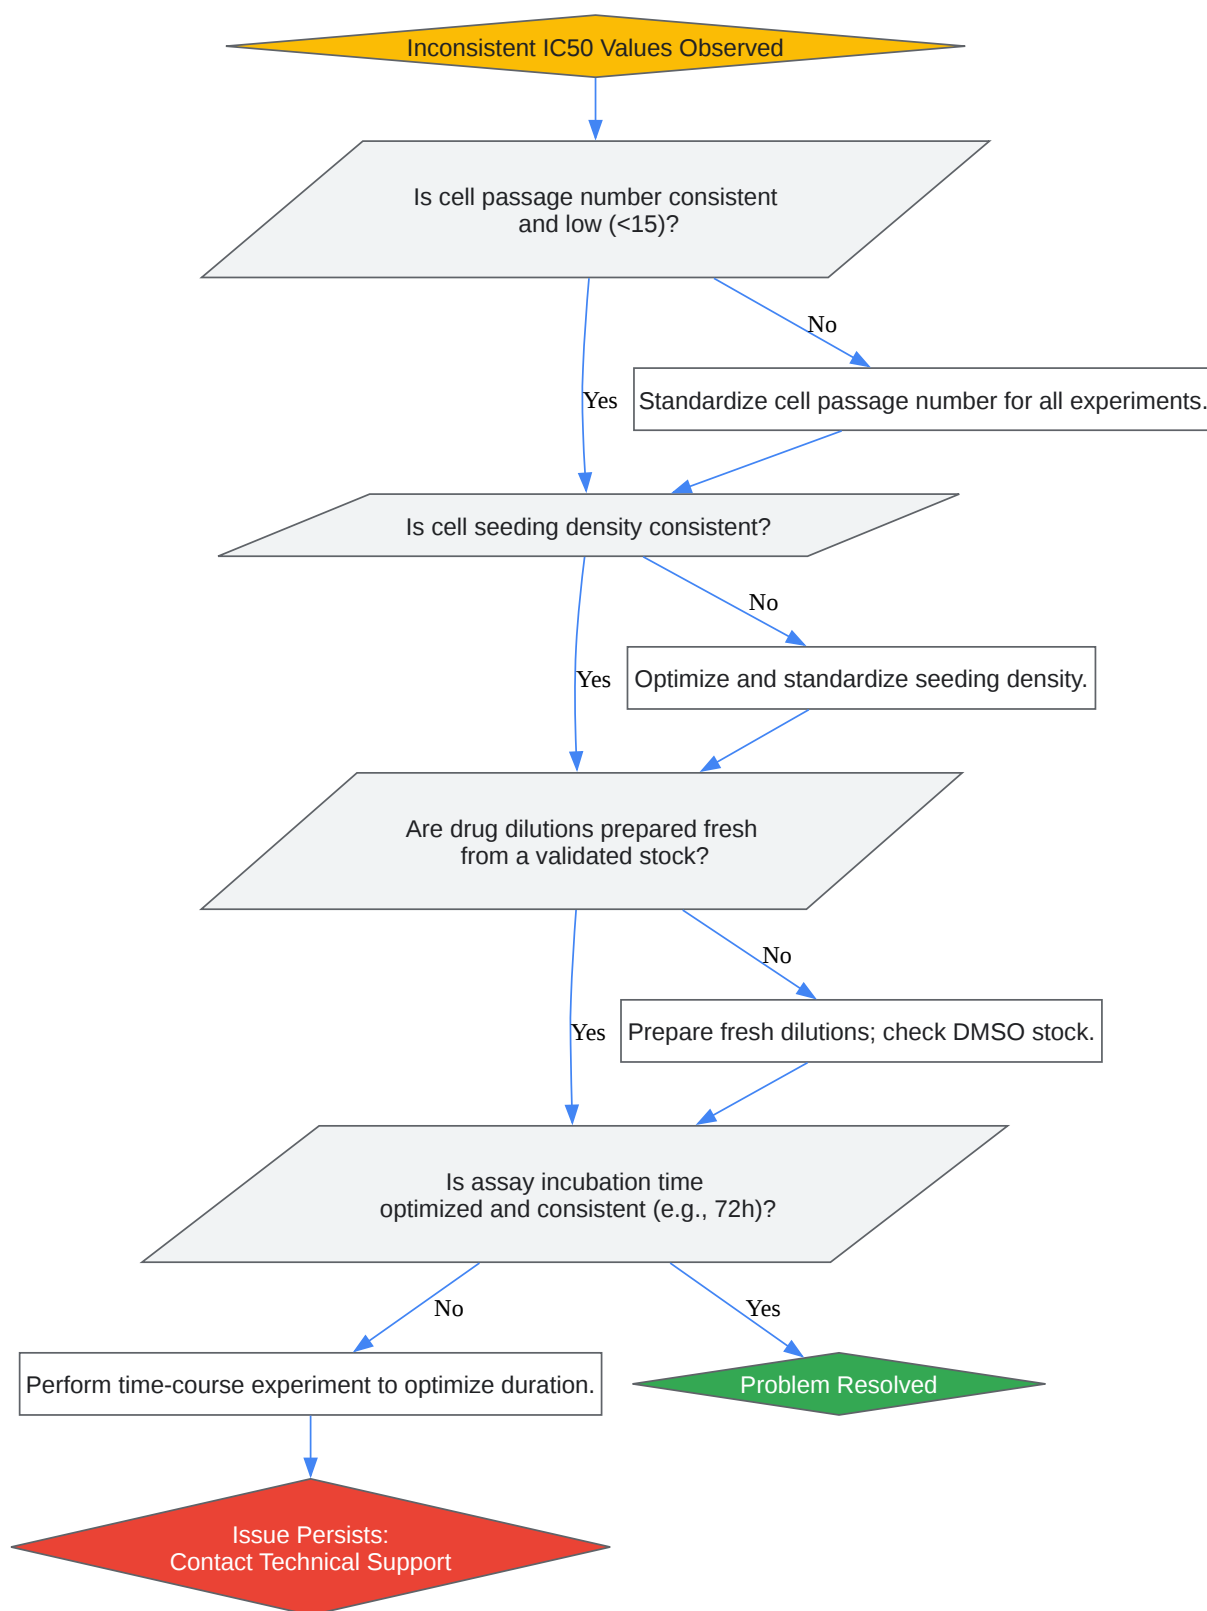 Inconsistent IC50 Values Observed
Is cell passage number consistent
and low (<15)?
No
Yes
Standardize cell passage number for all experiments.
Is cell seeding density consistent?
No
Yes
Optimize and standardize seeding density.
Are drug dilutions prepared fresh
from a validated stock?
No
Yes
Prepare fresh dilutions; check DMSO stock.
Is assay incubation time
optimized and consistent (e.g., 72h)?
No
Yes
Perform time-course experiment to optimize duration.
Problem Resolved
Issue Persists:
Contact Technical Support